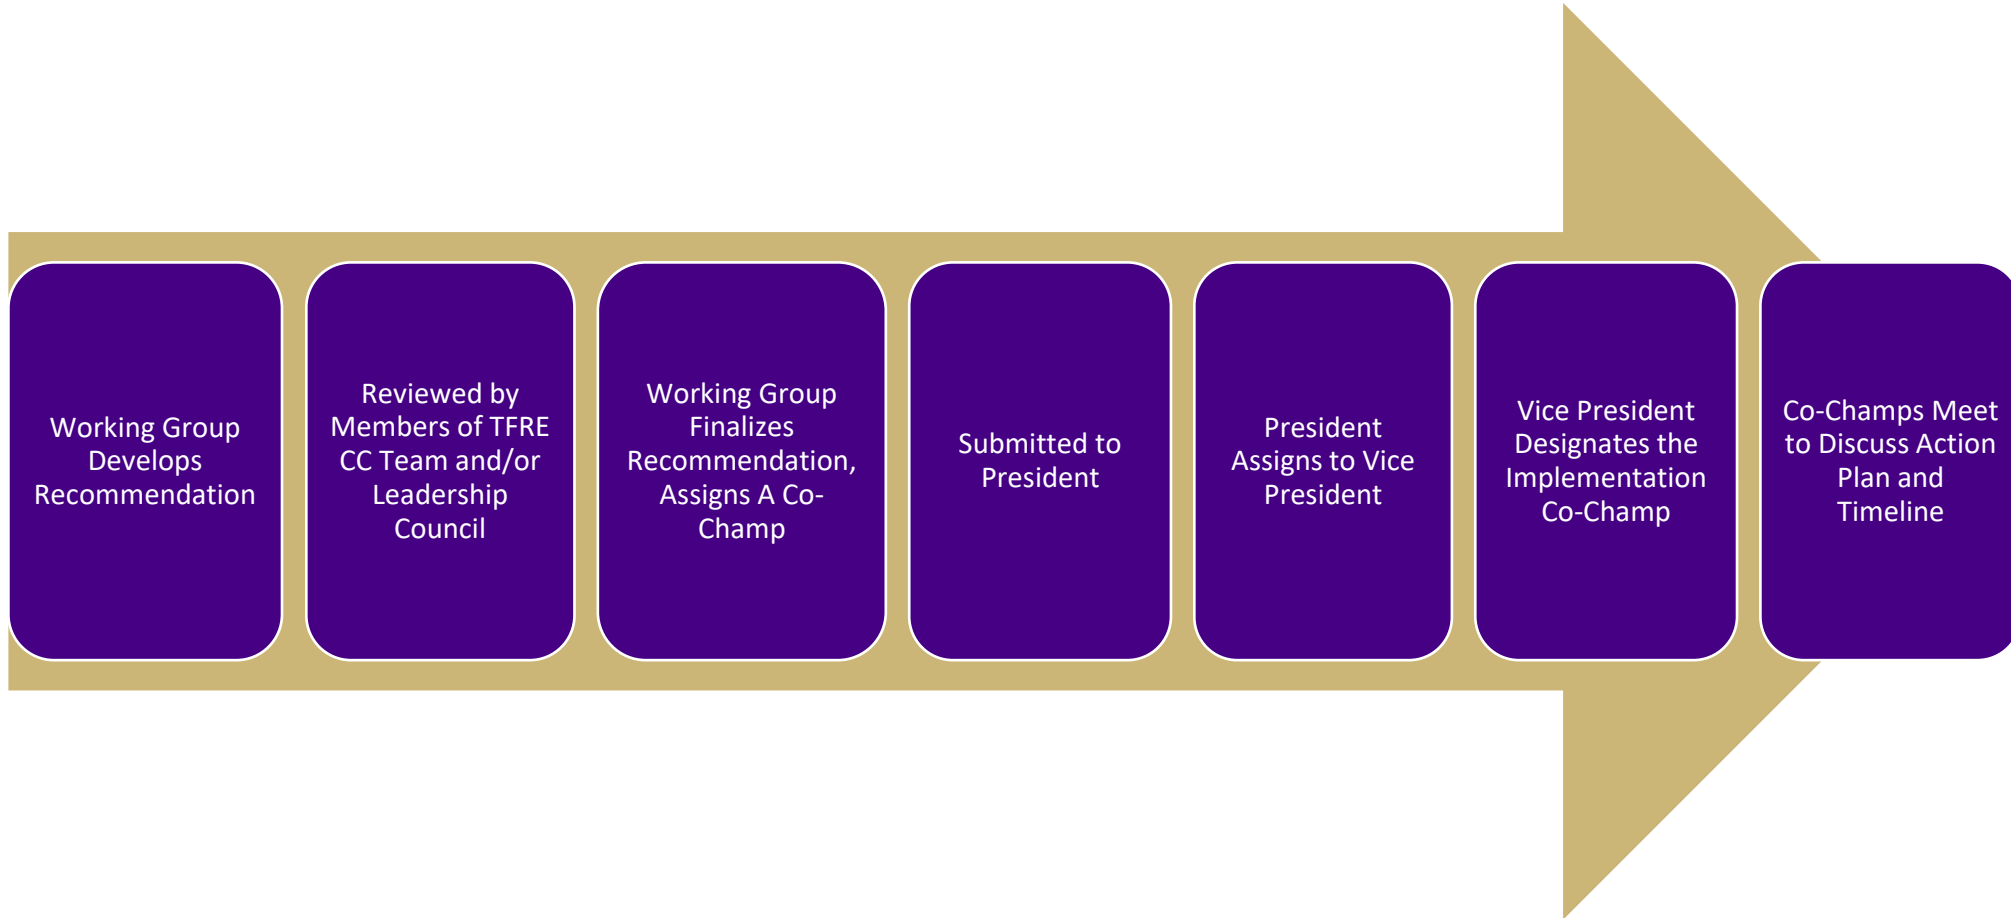 Working Group
Develops
Recommendation
Reviewed by
Members of TFRE
CC Team and/or
Leadership
Council
Working Group
Finalizes
Recommendation,
Assigns A Co-
Champ
Submitted to
President
President
Assigns to Vice
President
Vice President
Designates the
Implementation
Co-Champ
Co-Champs Meet
to Discuss Action
Plan and
Timeline